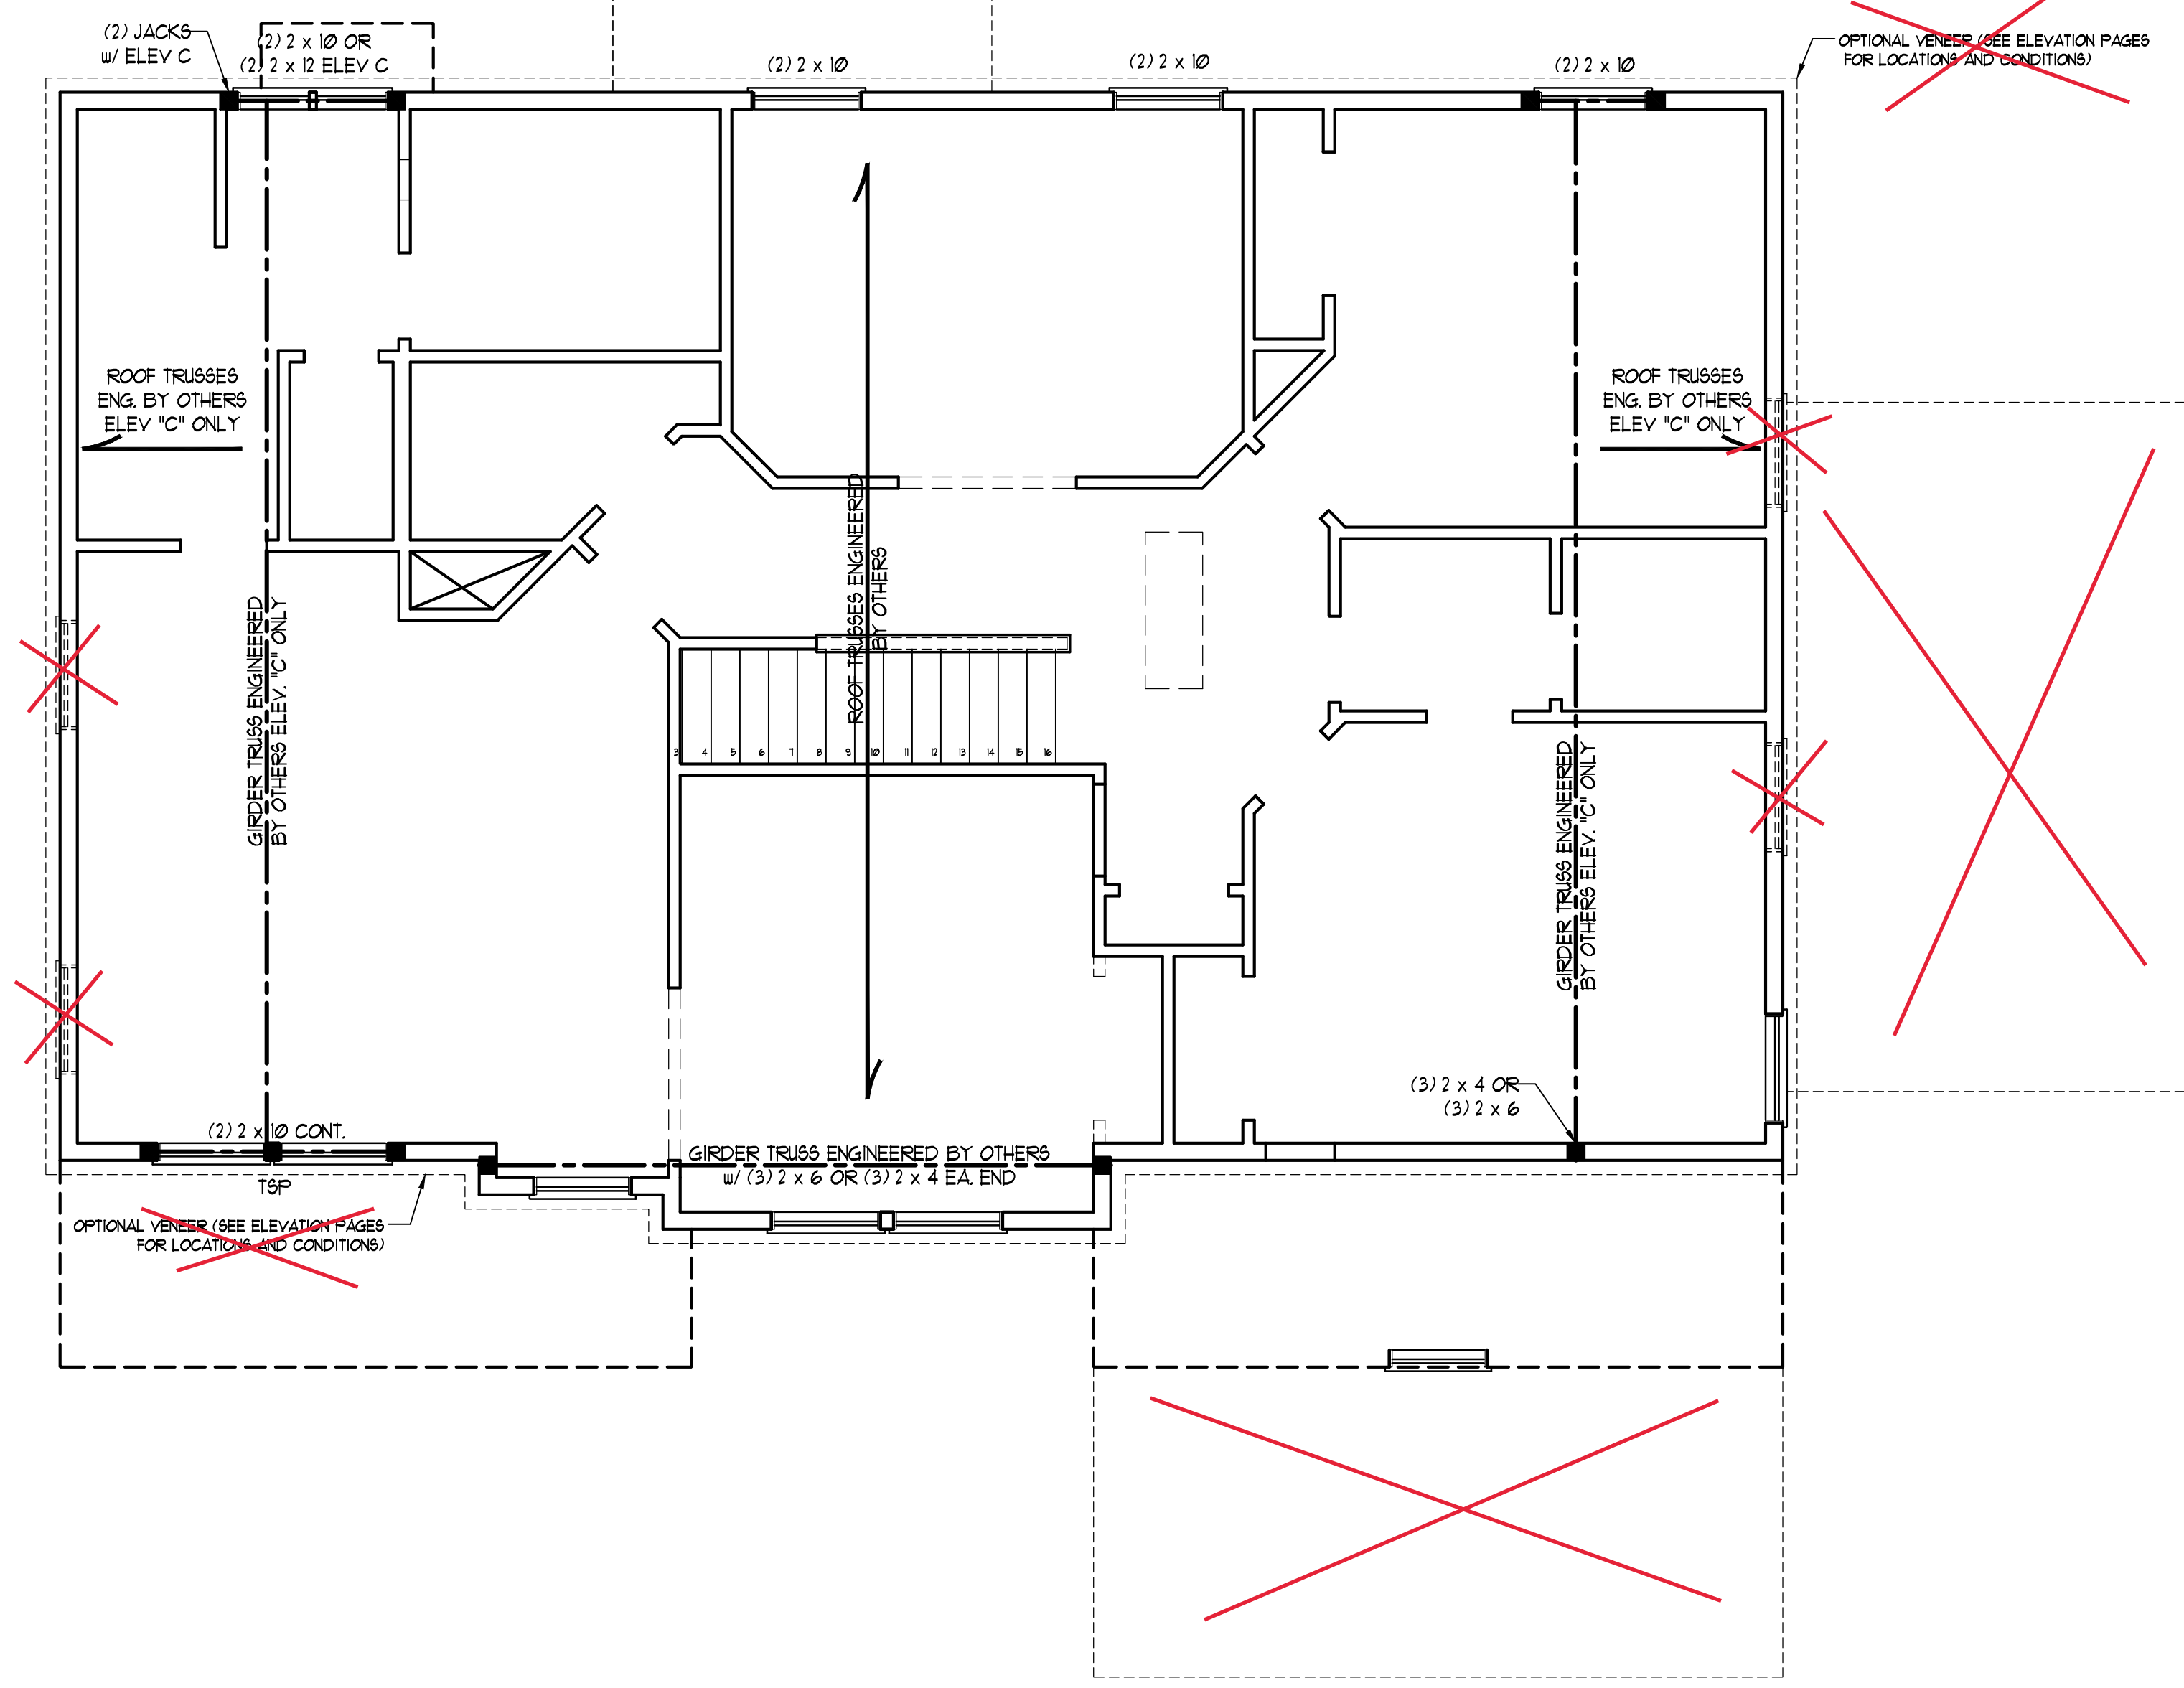 (2) JACKS
w/ ELEV C
(2) 2 x 10 OR
(2) 2 x 12 ELEV C
(2) 2 x 10
(2) 2 x 10
(2) 2 x 10
OPTIONAL VENEER (SEE ELEVATION PAGES
FOR LOCATIONS AND CONDITIONS)
ROOF TRUSSES
ENG. BY OTHERS
ELEV "C" ONLY
ROOF TRUSSES
ENG. BY OTHERS
ELEV "C" ONLY
ROOF TRUSSES ENGINEERED
BY OTHERS
GIRDER TRUSS ENGINEERED
BY OTHERS ELEV. "C" ONLY
3 4 5 6 7 8 9 10 11 12 13 14 15 16
GIRDER TRUSS ENGINEERED
BY OTHERS ELEV. "C" ONLY
(3) 2 x 4 OR
(3) 2 x 6
(2) 2 x 10 CONT.
GIRDER TRUSS ENGINEERED BY OTHERS
w/ (3) 2 x 6 OR (3) 2 x 4 EA. END
TSP
OPTIONAL VENEER (SEE ELEVATION PAGES
FOR LOCATIONS AND CONDITIONS)